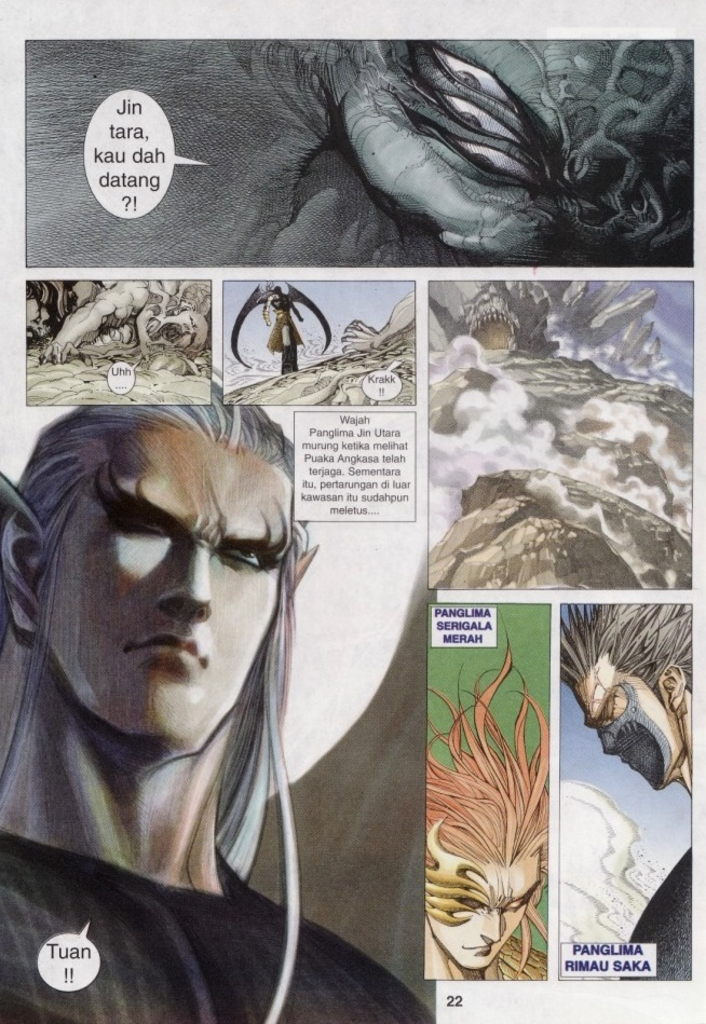 Jin
tara,
kau dah
datang
?!
Uhh
....
Krakk
!!
Wajah
Panglima Jin Utara
murung ketika melihat
Puaka Angkasa telah
terjaga. Sementara
itu, pertarungan di luar
kawasan itu sudahpun
meletus....
PANGLIMA
SERIGALA
MERAH
PANGLIMA
RIMAU SAKA
Tuan
!!
22